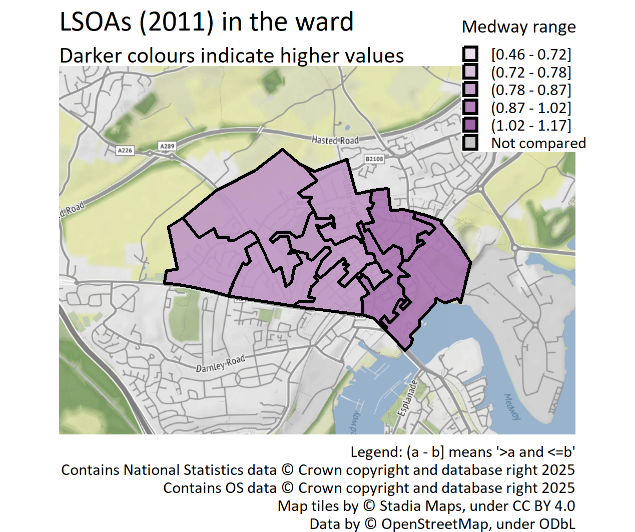 LSOAs (2011) in the ward
Darker colours indicate higher values
Medway range
[0.46 - 0.72]
(0.72 - 0.78]
(0.78 - 0.87]
(0.87 - 1.02]
(1.02 - 1.17]
Not compared
Hasted Road
A226
A289
B2108
d Road
Darnley Road
Esplanade
Medway
dway
Legend: (a - b] means '>a and <=b'
Contains National Statistics data © Crown copyright and database right 2025
Contains OS data © Crown copyright and database right 2025
Map tiles by © Stadia Maps, under CC BY 4.0
Data by © OpenStreetMap, under ODbL